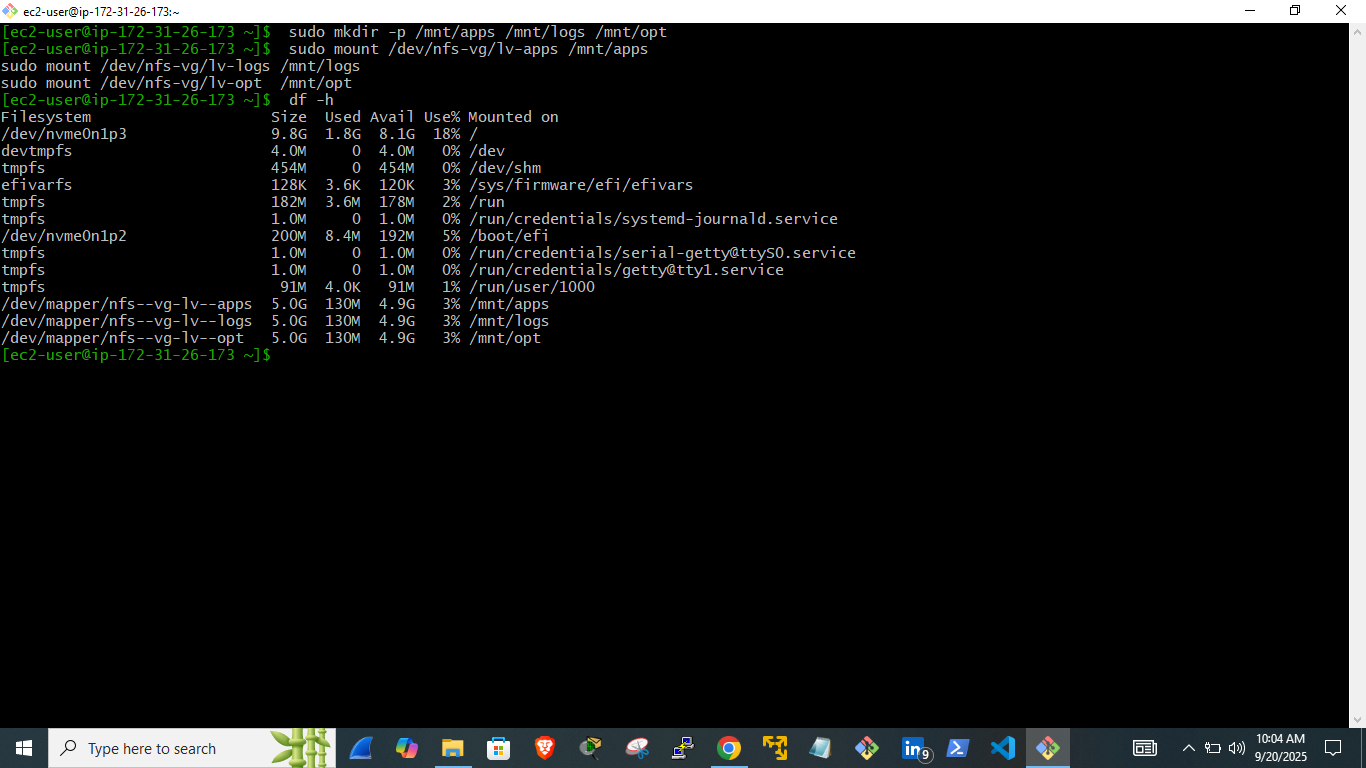 ec2-user@ip-172-31-26-173:~
[ec2-user@ip-172-31-26-173 ~]$  sudo mkdir -p /mnt/apps /mnt/logs /mnt/opt
[ec2-user@ip-172-31-26-173 ~]$  sudo mount /dev/nfs-vg/lv-apps /mnt/apps
sudo mount /dev/nfs-vg/lv-logs /mnt/logs
sudo mount /dev/nfs-vg/lv-opt  /mnt/opt
[ec2-user@ip-172-31-26-173 ~]$  df -h
Filesystem                    Size  Used Avail Use% Mounted on
/dev/nvme0n1p3                9.8G  1.8G  8.1G  18% /
devtmpfs                      4.0M     0  4.0M   0% /dev
tmpfs                         454M     0  454M   0% /dev/shm
efivarfs                      128K  3.6K  120K   3% /sys/firmware/efi/efivars
tmpfs                         182M  3.6M  178M   2% /run
tmpfs                         1.0M     0  1.0M   0% /run/credentials/systemd-journald.service
/dev/nvme0n1p2                200M  8.4M  192M   5% /boot/efi
tmpfs                         1.0M     0  1.0M   0% /run/credentials/serial-getty@ttyS0.service
tmpfs                         1.0M     0  1.0M   0% /run/credentials/getty@tty1.service
tmpfs                          91M  4.0K   91M   1% /run/user/1000
/dev/mapper/nfs--vg-lv--apps  5.0G  130M  4.9G   3% /mnt/apps
/dev/mapper/nfs--vg-lv--logs  5.0G  130M  4.9G   3% /mnt/logs
/dev/mapper/nfs--vg-lv--opt   5.0G  130M  4.9G   3% /mnt/opt
[ec2-user@ip-172-31-26-173 ~]$
Type here to search
in 9
10:04 AM
9/20/2025